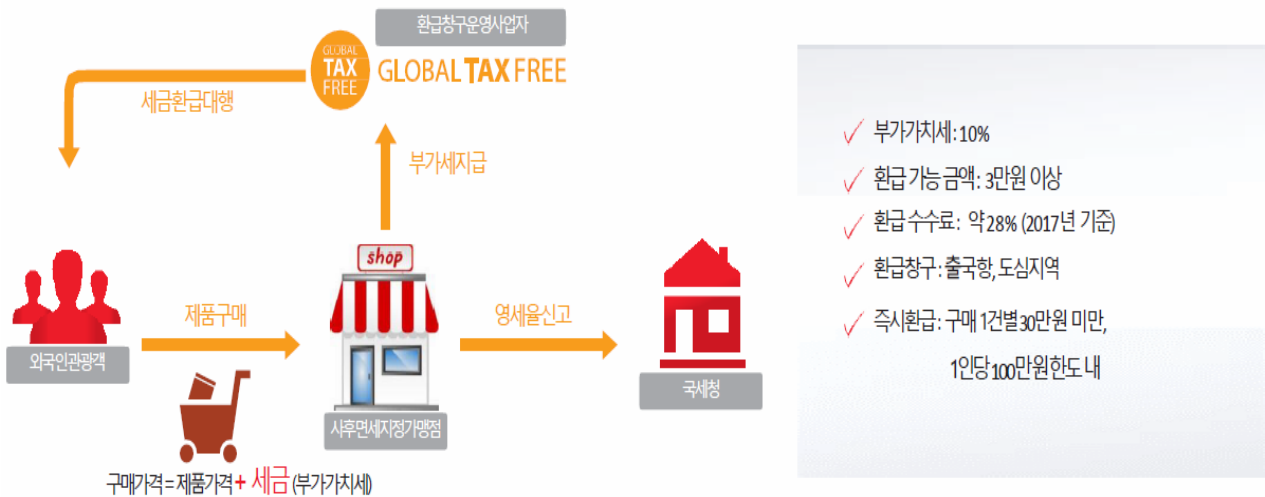 환급창구운영사업자
GLOBAL
TAX
FREE
GLOBAL TAX FREE
세금환급대행
부가세지급
shop
제품구매
영세율신고
외국인관광객
사후면세지정가맹점
국세청
구매가격 = 제품가격 + 세금 (부가가치세)
부가가치세 : 10%
환급 가능 금액 : 3만원 이상
환급 수수료 : 약 28% (2017년 기준)
환급창구 : 출국항, 도심지역
즉시환급 : 구매 1건별 30만원 미만,
1인당 100만원 한도 내